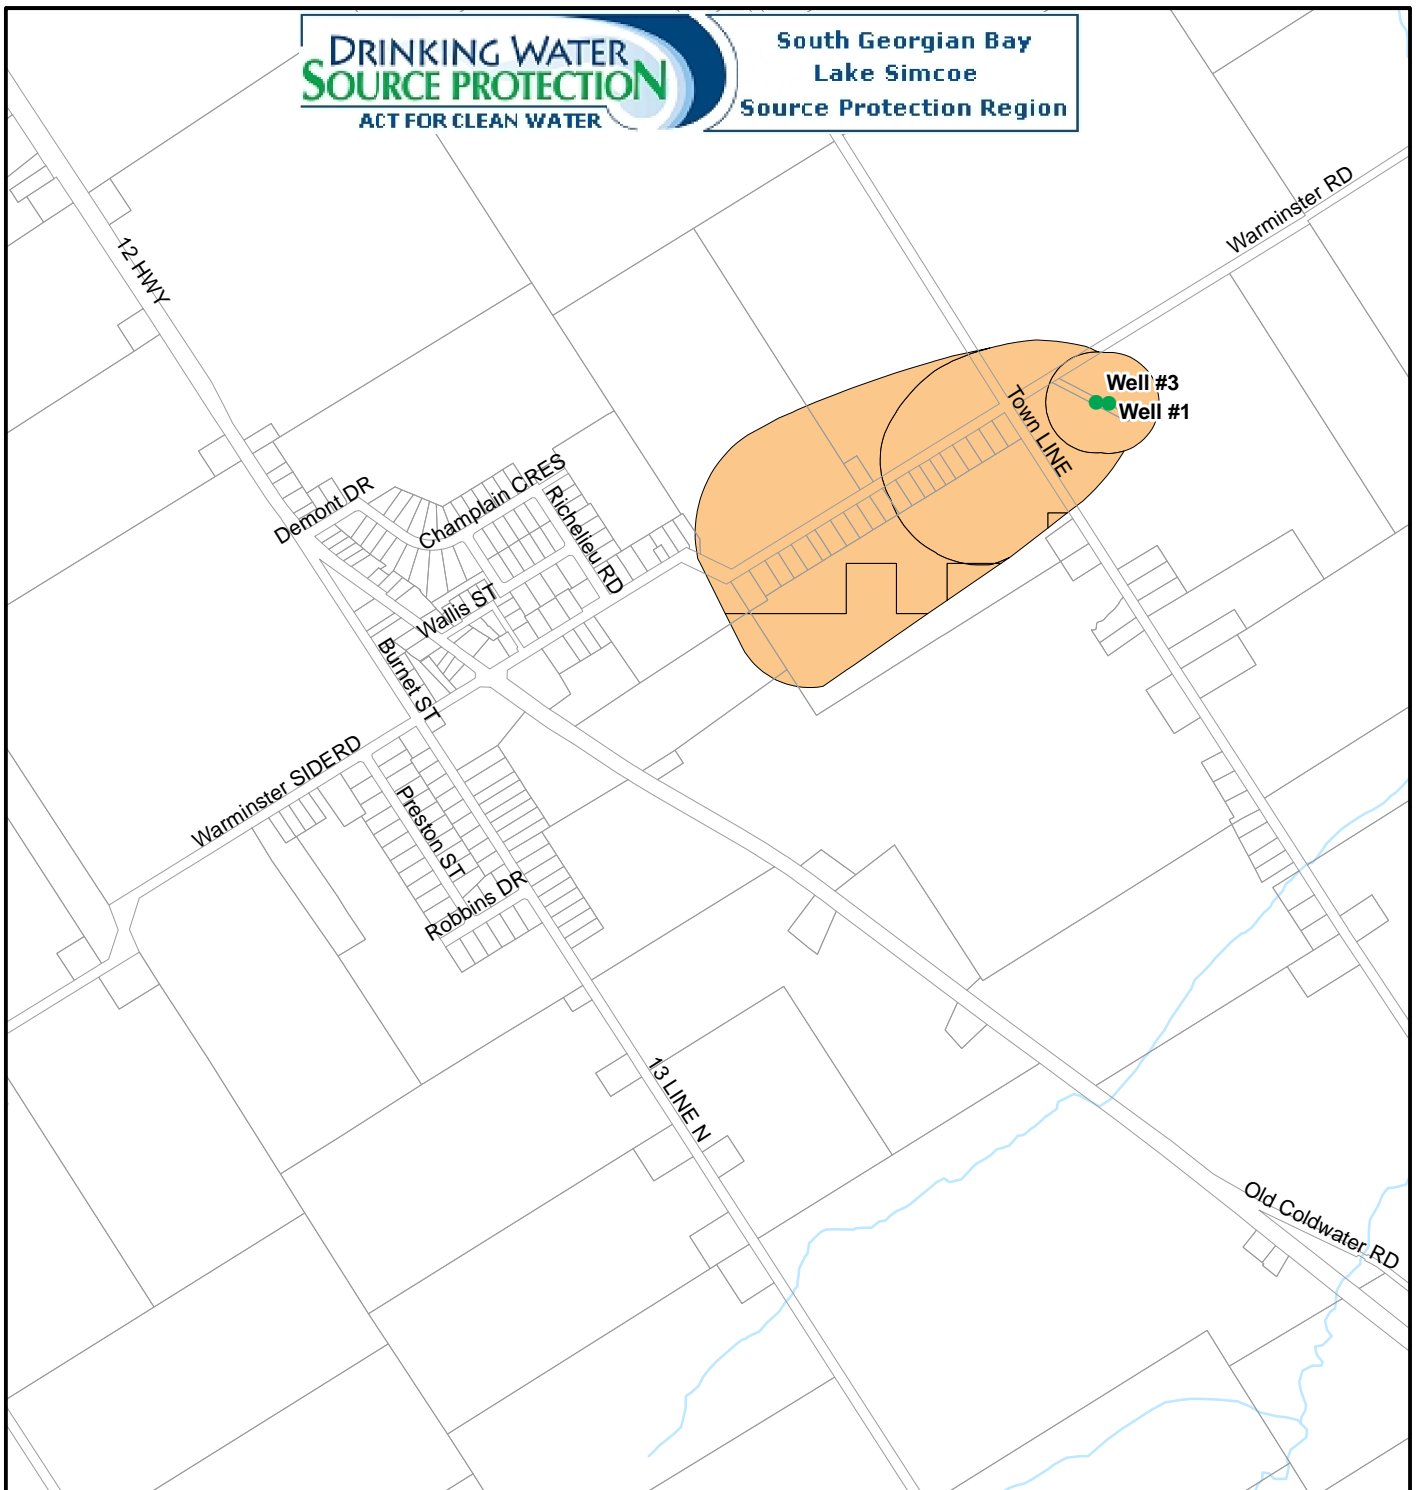 DRINKING WATER
SOURCE PROTECTION
ACT FOR CLEAN WATER
South Georgian Bay
Lake Simcoe
Source Protection Region
Warminster RD
12 HWY
Well #3
Well #1
Town LINE
Demont DR
Champlain CRES
Richelieu RD
Wallis ST
Burnet ST
Warminster SIDERD
Preston ST
Robbins DR
13 LINE N
Old Coldwater RD